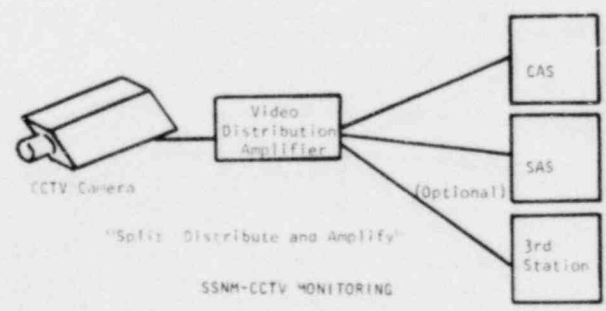 CAS
Video
Distribution
Amplifier
SAS
CCTV Camera
(Optional)
"Split Distribute and Amplify"
3rd
Station
SSNM-CCTV MONITORING